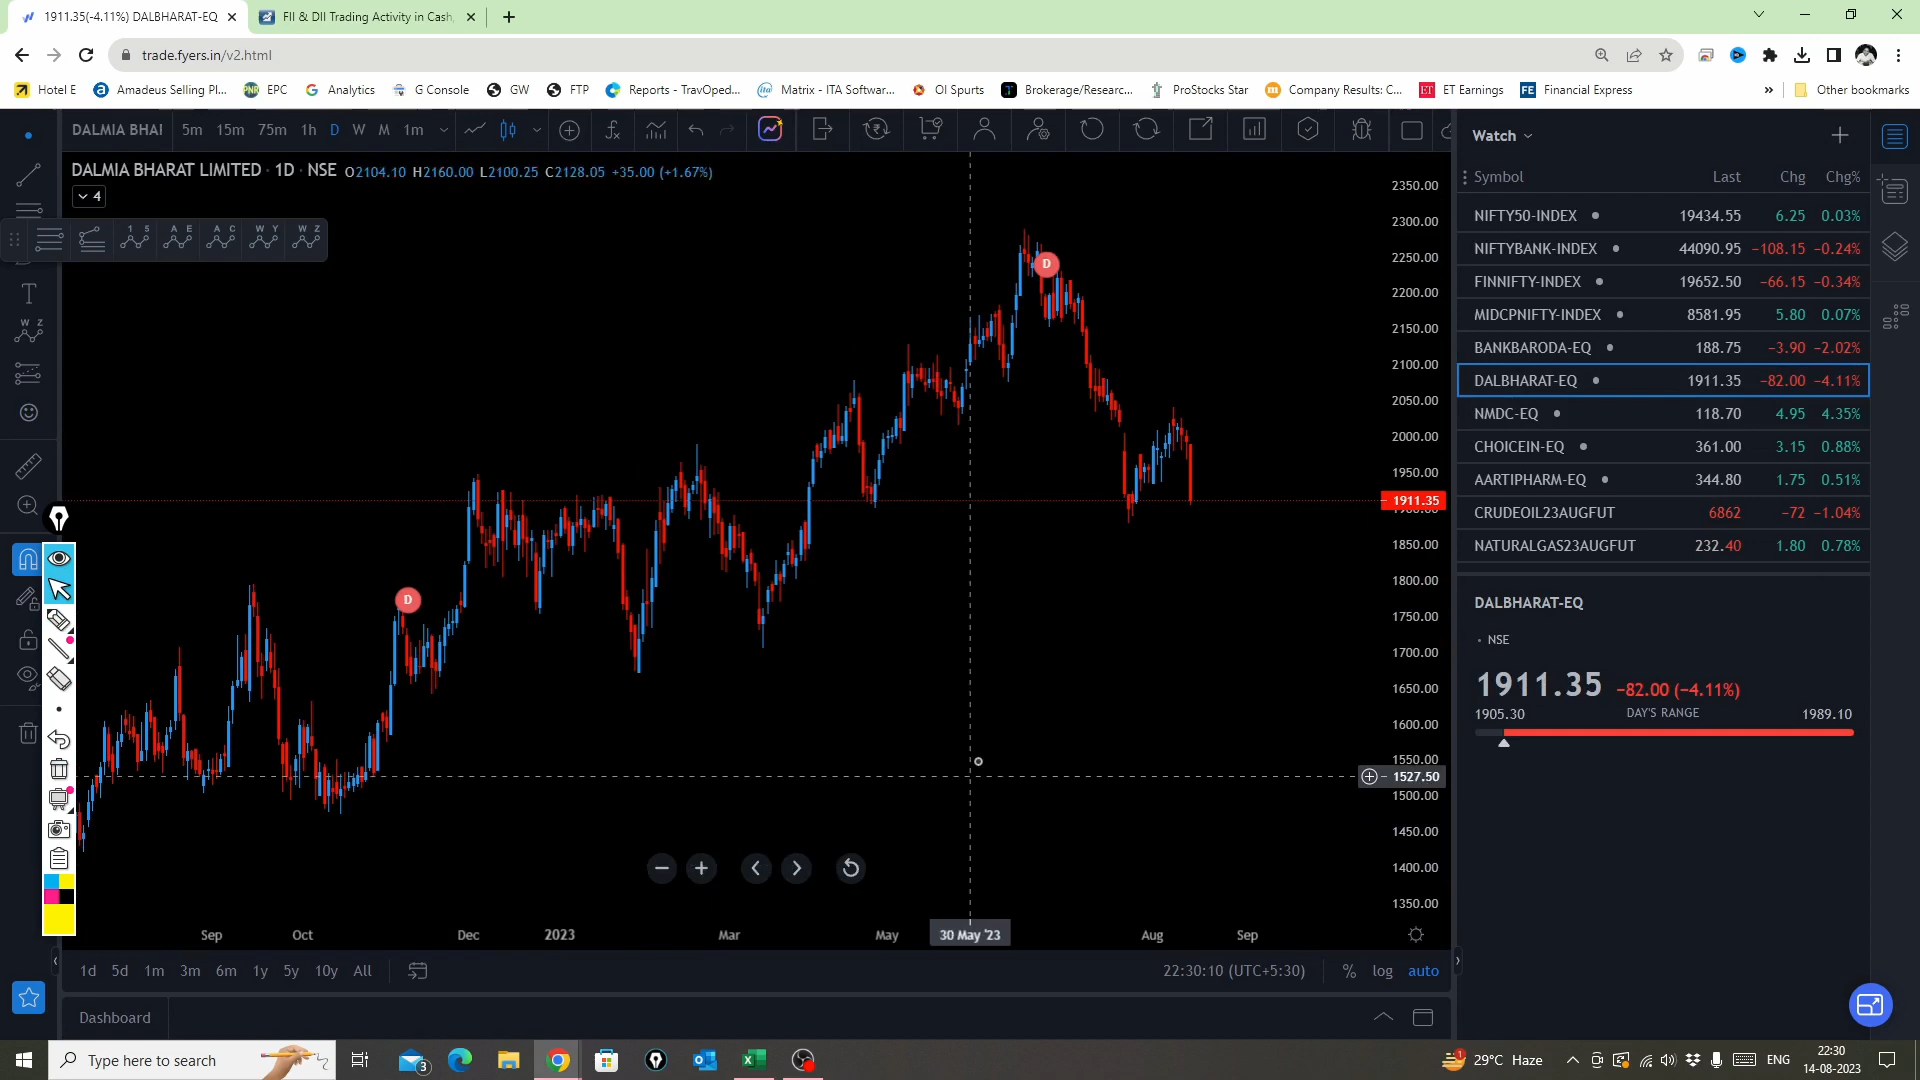 1911.35(-4.11%) DALBHARAT-EQ
FII & DII Trading Activity in Cash,
trade.fyers.in/v2.html
Hotel E
Amadeus Selling Pl...
EPC
Analytics
G Console
GW
FTP
Reports - TravOped...
Matrix - ITA Softwar...
OI Spurts
Brokerage/Researc...
ProStocks Star
Company Results: C...
ET Earnings
Financial Express
»
Other bookmarks
DALMIA BHAI 5m 15m 75m 1h D W M 1m
DALMIA BHARAT LIMITED · 1D · NSE O2104.10 H2160.00 L2100.25 C2128.05 +35.00 (+1.67%)
4
1 5
A E
A C
W Y
W Z
T
W Z
D
D
2350.00
2300.00
2250.00
2200.00
2150.00
2100.00
2050.00
2000.00
1950.00
1911.35
1900.00
1850.00
1800.00
1750.00
1700.00
1650.00
1600.00
1550.00
1527.50
1500.00
1450.00
1400.00
1350.00
Sep Oct Dec 2023 Mar May 30 May '23 Aug Sep
1d 5d 1m 3m 6m 1y 5y 10y All
22:30:10 (UTC+5:30) % log auto
Dashboard
Watch
Symbol Last Chg Chg%
NIFTY50-INDEX 19434.55 6.25 0.03%
NIFTYBANK-INDEX 44090.95 −108.15 −0.24%
FINNIFTY-INDEX 19652.50 −66.15 −0.34%
MIDCPNIFTY-INDEX 8581.95 5.80 0.07%
BANKBARODA-EQ 188.75 −3.90 −2.02%
DALBHARAT-EQ 1911.35 −82.00 −4.11%
NMDC-EQ 118.70 4.95 4.35%
CHOICEIN-EQ 361.00 3.15 0.88%
AARTIPHARM-EQ 344.80 1.75 0.51%
CRUDEOIL23AUGFUT 6862 −72 −1.04%
NATURALGAS23AUGFUT 232.40 1.80 0.78%
DALBHARAT-EQ
· NSE
1911.35 −82.00 (−4.11%)
1905.30 DAY'S RANGE 1989.10
Type here to search
3
1
29°C Haze
ENG
22:30
14-08-2023